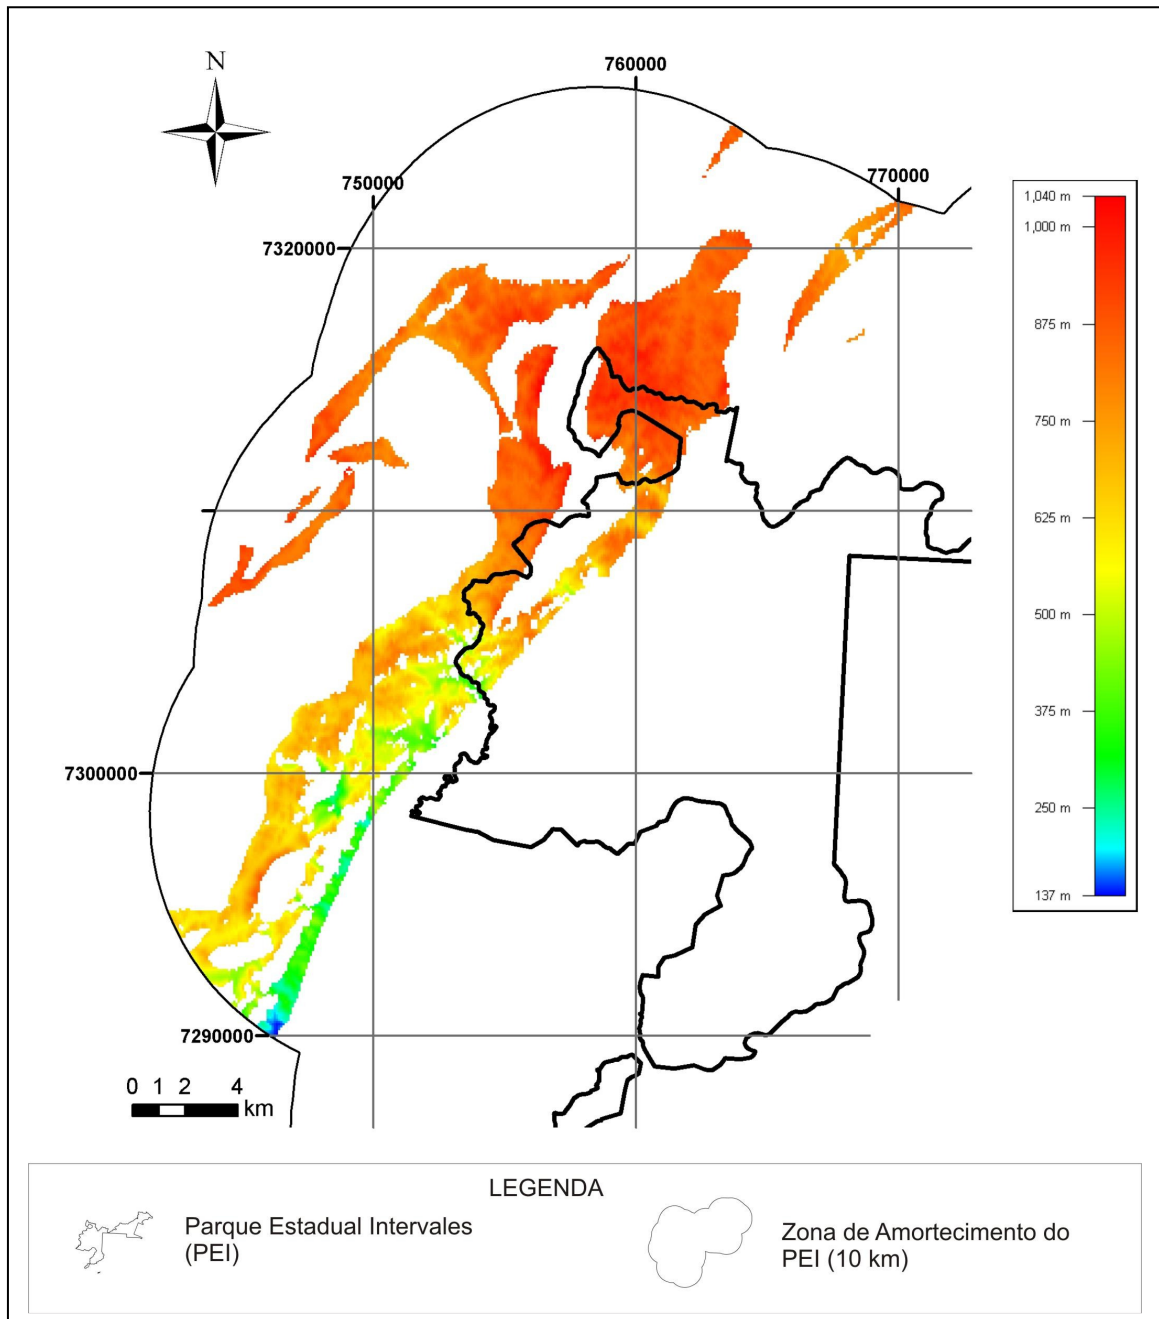 N
760000
750000
770000
7320000
7300000
7290000
1,040 m
1,000 m
875 m
750 m
625 m
500 m
375 m
250 m
137 m
0 1 2 4
km
LEGENDA
Parque Estadual Intervales
(PEI)
Zona de Amortecimento do
PEI (10 km)